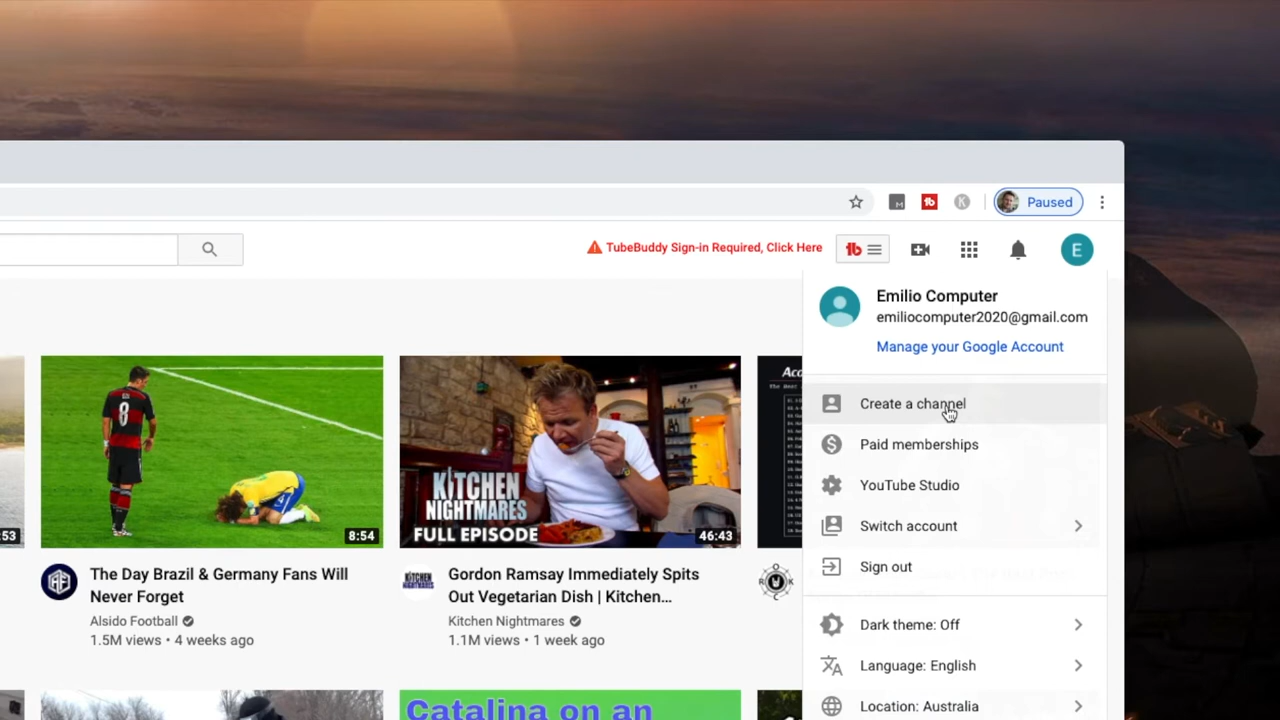 Paused
TubeBuddy Sign-in Required, Click Here
E
Emilio Computer
emiliocomputer2020@gmail.com
Manage your Google Account
Create a channel
Paid memberships
YouTube Studio
Switch account
Sign out
Dark theme: Off
Language: English
Location: Australia
:53
8
8:54
KITCHEN
NIGHTMARES
FULL EPISODE
46:43
The Day Brazil & Germany Fans Will
Never Forget
Alsido Football
1.5M views • 4 weeks ago
KITCHEN
NIGHTMARES
Gordon Ramsay Immediately Spits
Out Vegetarian Dish | Kitchen...
Kitchen Nightmares
1.1M views • 1 week ago
Catalina on an